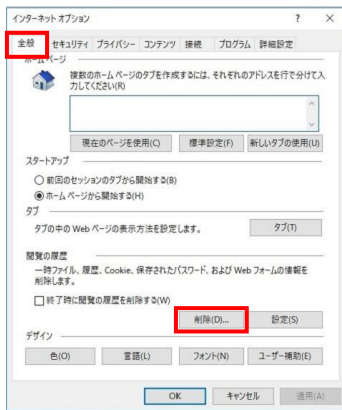 インターネット オプション ? ×
全般 セキュリティ プライバシー コンテンツ 接続 プログラム 詳細設定
ホーム ページ
複数のホーム ページのタブを作成するには、それぞれのアドレスを行で分けて入
力してください(R)
現在のページを使用(C) 標準設定(F) 新しいタブの使用(U)
スタートアップ
前回のセッションのタブから開始する(B)
ホーム ページから開始する(H)
タブ
タブの中の Web ページの表示方法を設定します。 タブ(T)
閲覧の履歴
一時ファイル、履歴、Cookie、保存されたパスワード、および Web フォームの情報を
削除します。
終了時に閲覧の履歴を削除する(W)
削除(D)... 設定(S)
デザイン
色(O) 言語(L) フォント(N) ユーザー補助(E)
OK キャンセル 適用(A)